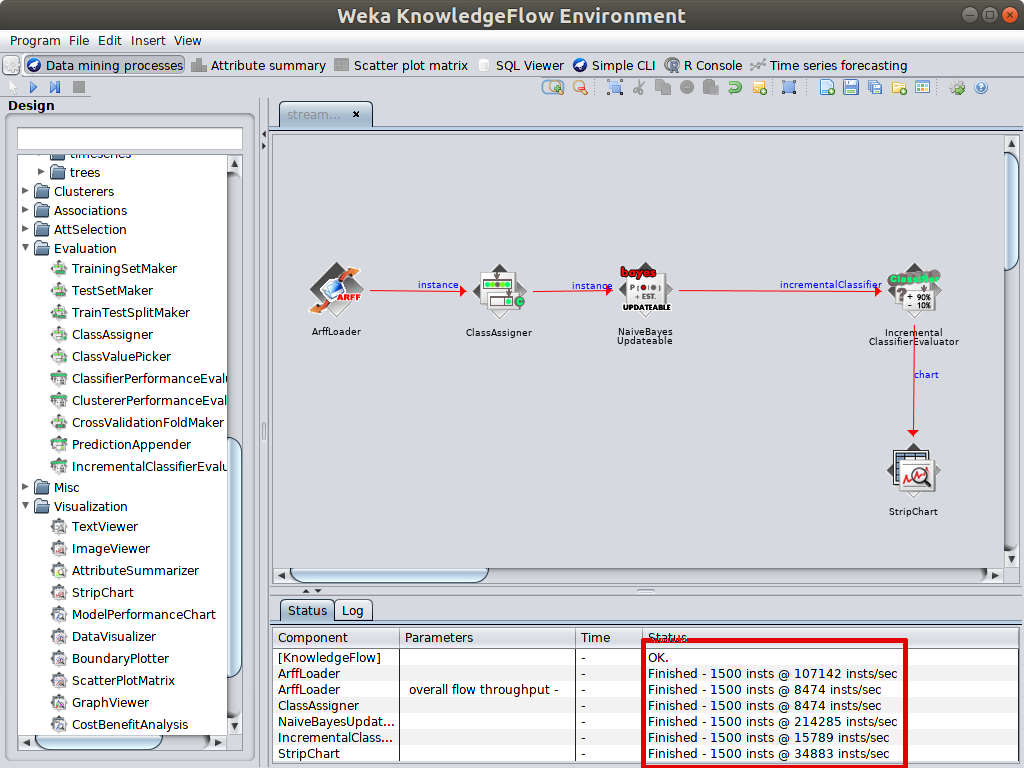 Weka KnowledgeFlow Environment
Program File Edit Insert View
Data mining processes Attribute summary Scatter plot matrix SQL Viewer Simple CLI R Console Time series forecasting
Design
stream...
timeseries
trees
Clusterers
Associations
AttSelection
Evaluation
TrainingSetMaker
TestSetMaker
TrainTestSplitMaker
ClassAssigner
ClassValuePicker
ClassifierPerformanceEvalu
ClustererPerformanceEval
CrossValidationFoldMaker
PredictionAppender
IncrementalClassifierEvalu
Misc
Visualization
TextViewer
ImageViewer
AttributeSummarizer
StripChart
ModelPerformanceChart
DataVisualizer
BoundaryPlotter
ScatterPlotMatrix
GraphViewer
CostBenefitAnalysis
ARFF
ArffLoader
instance
C
ClassAssigner
instance
bayes
P(●|●)
+ EST.
UPDATEABLE
NaiveBayes
Updateable
incrementalClassifier
Classifier
? + 90%
- 10%
Incremental
ClassifierEvaluator
chart
StripChart
Status Log
Component Parameters Time Status
[KnowledgeFlow] - OK.
ArffLoader - Finished - 1500 insts @ 107142 insts/sec
ArffLoader overall flow throughput - - Finished - 1500 insts @ 8474 insts/sec
ClassAssigner - Finished - 1500 insts @ 8474 insts/sec
NaiveBayesUpdat... - Finished - 1500 insts @ 214285 insts/sec
IncrementalClass... - Finished - 1500 insts @ 15789 insts/sec
StripChart - Finished - 1500 insts @ 34883 insts/sec